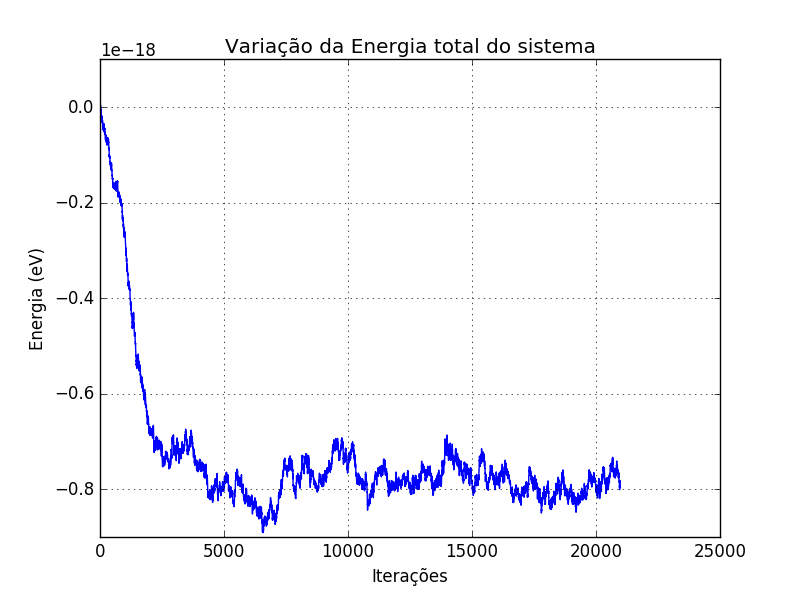 Variação da Energia total do sistema
1e−18
0.0
−0.2
−0.4
−0.6
−0.8
Energia (eV)
0 5000 10000 15000 20000 25000
Iterações